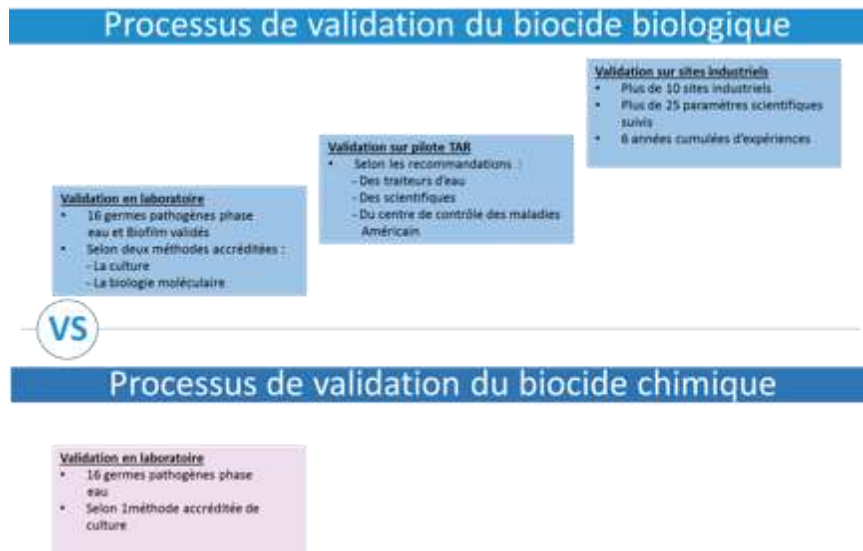 Processus de validation du biocide biologique
Validation sur sites industriels
• Plus de 10 sites industriels
• Plus de 25 paramètres scientifiques
suivis
• 6 années cumulées d'expériences
Validation sur pilote TAR
• Selon les recommandations :
- Des traiteurs d'eau
- Des scientifiques
- Du centre de contrôle des maladies
Américain
Validation en laboratoire
• 16 germes pathogènes phase
eau et Biofilm validés
• Selon deux méthodes accréditées :
- La culture
- La biologie moléculaire
VS
Processus de validation du biocide chimique
Validation en laboratoire
• 16 germes pathogènes phase
eau
• Selon 1méthode accréditée de
culture